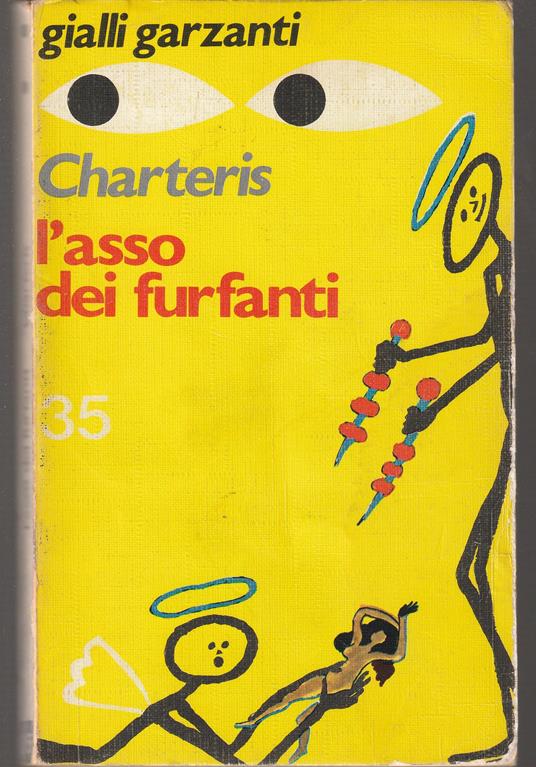 gialli garzanti
Charteris
l'asso
dei furfanti
35